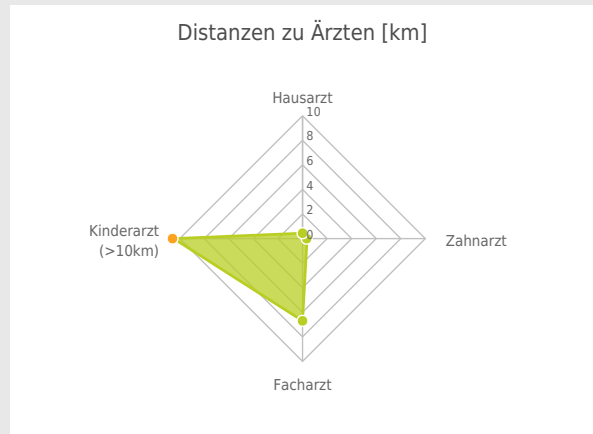 Distanzen zu Ärzten [km]
Hausarzt
10
8
6
4
2
0
Kinderarzt
(>10km)
Zahnarzt
Facharzt